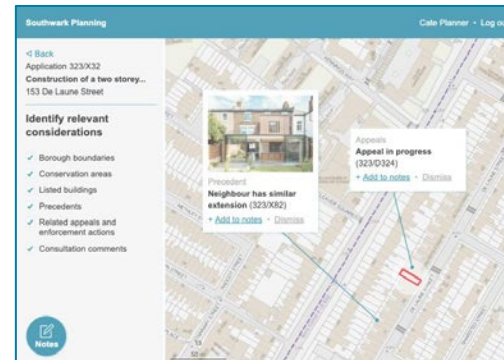 Southwark Planning
Cate Planner • Log ou
◁ Back
Application 323/X32
Construction of a two storey...
153 De Laune Street
Identify relevant
considerations
✓ Borough boundaries
✓ Conservation areas
✓ Listed buildings
✓ Precedents
✓ Related appeals and
enforcement actions
✓ Consultation comments
Notes
Precedent
Neighbour has similar
extension (323/X82)
+ Add to notes • Dismiss
Appeals
Appeal in progress
(323/D324)
+ Add to notes • Dismiss
50 m